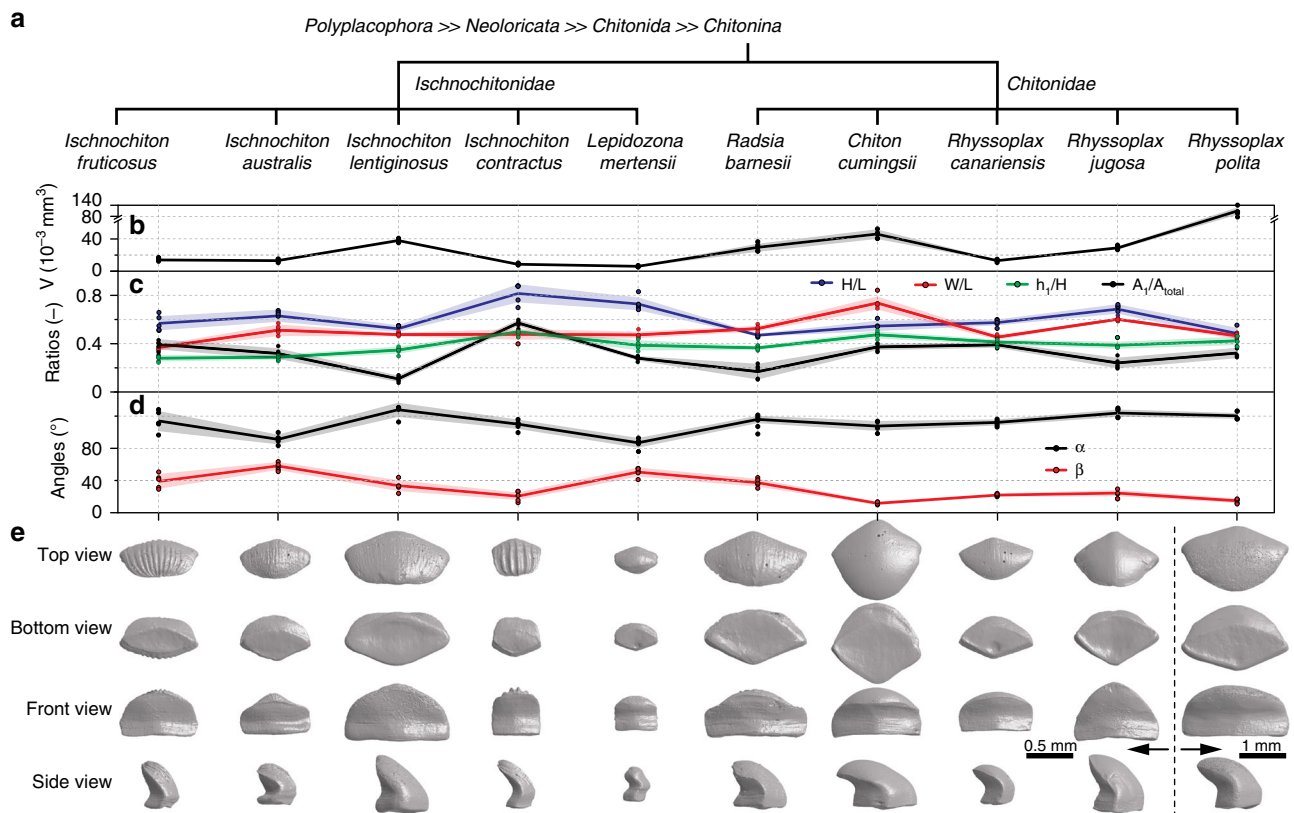 a
Polyplacophora >> Neoloricata >> Chitonida >> Chitonina
Ischnochitonidae
Chitonidae
Ischnochiton fruticosus
Ischnochiton australis
Ischnochiton lentiginosus
Ischnochiton contractus
Lepidozona mertensii
Radsia barnesii
Chiton cumingsii
Rhyssoplax canariensis
Rhyssoplax jugosa
Rhyssoplax polita
b
V (10⁻³ mm³)
140
80
40
0
c
Ratios (–)
0.8
0.4
0
H/L
W/L
h₁/H
A₁/A_total
d
Angles (°)
80
40
0
α
β
e
Top view
Bottom view
Front view
Side view
0.5 mm
1 mm